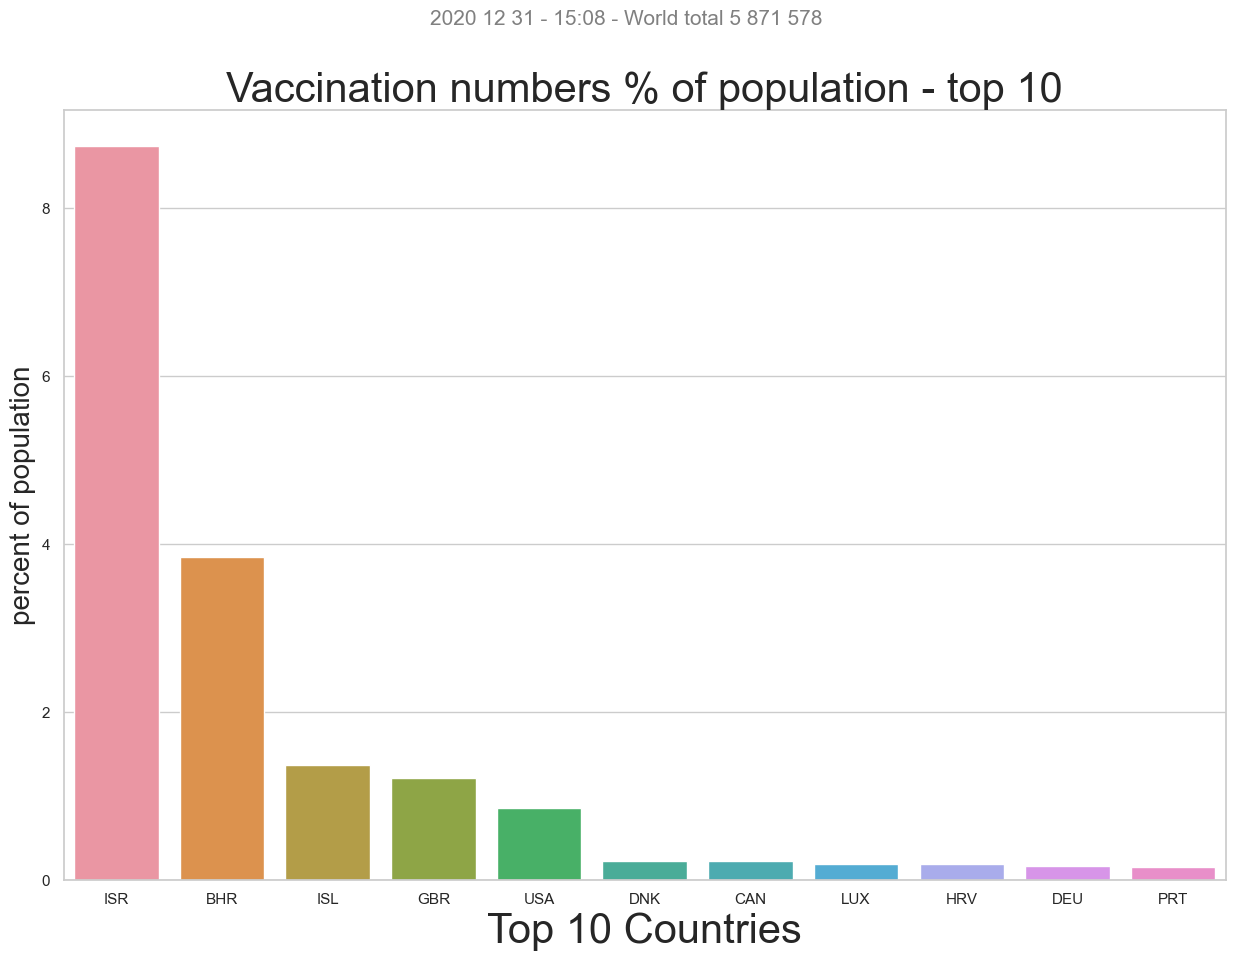 2020 12 31 - 15:08 - World total 5 871 578
Vaccination numbers % of population - top 10
percent of population
8
6
4
2
0
ISR BHR ISL GBR USA DNK CAN LUX HRV DEU PRT
Top 10 Countries